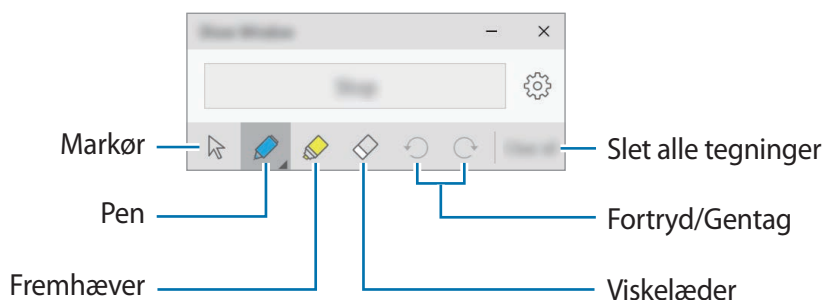 Markør
Slet alle tegninger
Pen
Fortryd/Gentag
Fremhæver
Viskelæder